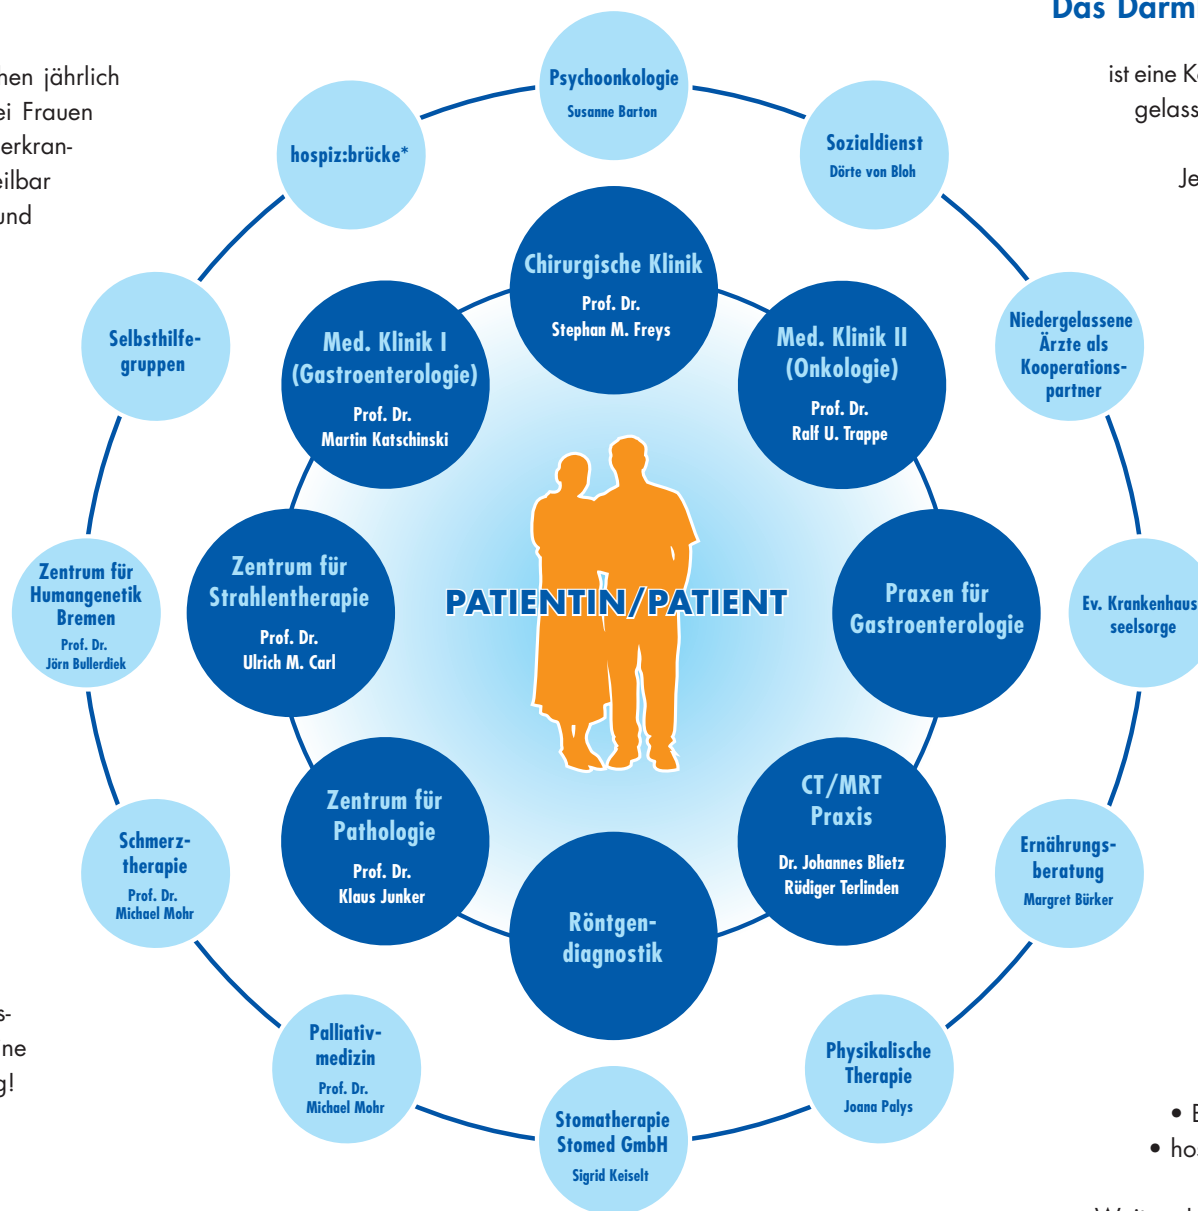 Das Darm
hen jährlich
ei Frauen
erkran-
eilbar
und
ist eine K
gelass
Je
Psychoonkologie
Susanne Barton
Sozialdienst
Dörte von Bloh
Niedergelassene
Ärzte als
Kooperations-
partner
Ev. Krankenhaus
seelsorge
Ernährungs-
beratung
Margret Bürker
Physikalische
Therapie
Joana Palys
Stomatherapie
Stomed GmbH
Sigrid Keiselt
Palliativ-
medizin
Prof. Dr.
Michael Mohr
Schmerz-
therapie
Prof. Dr.
Michael Mohr
Zentrum für
Humangenetik
Bremen
Prof. Dr.
Jörn Bullerdiek
Selbsthilfe-
gruppen
hospiz:brücke*
Chirurgische Klinik
Prof. Dr.
Stephan M. Freys
Med. Klinik II
(Onkologie)
Prof. Dr.
Ralf U. Trappe
Praxen für
Gastroenterologie
CT/MRT
Praxis
Dr. Johannes Blietz
Rüdiger Terlinden
Röntgen-
diagnostik
Zentrum für
Pathologie
Prof. Dr.
Klaus Junker
Zentrum für
Strahlentherapie
Prof. Dr.
Ulrich M. Carl
Med. Klinik I
(Gastroenterologie)
Prof. Dr.
Martin Katschinski
PATIENTIN/PATIENT
s-
ne
g!
• E
• hos